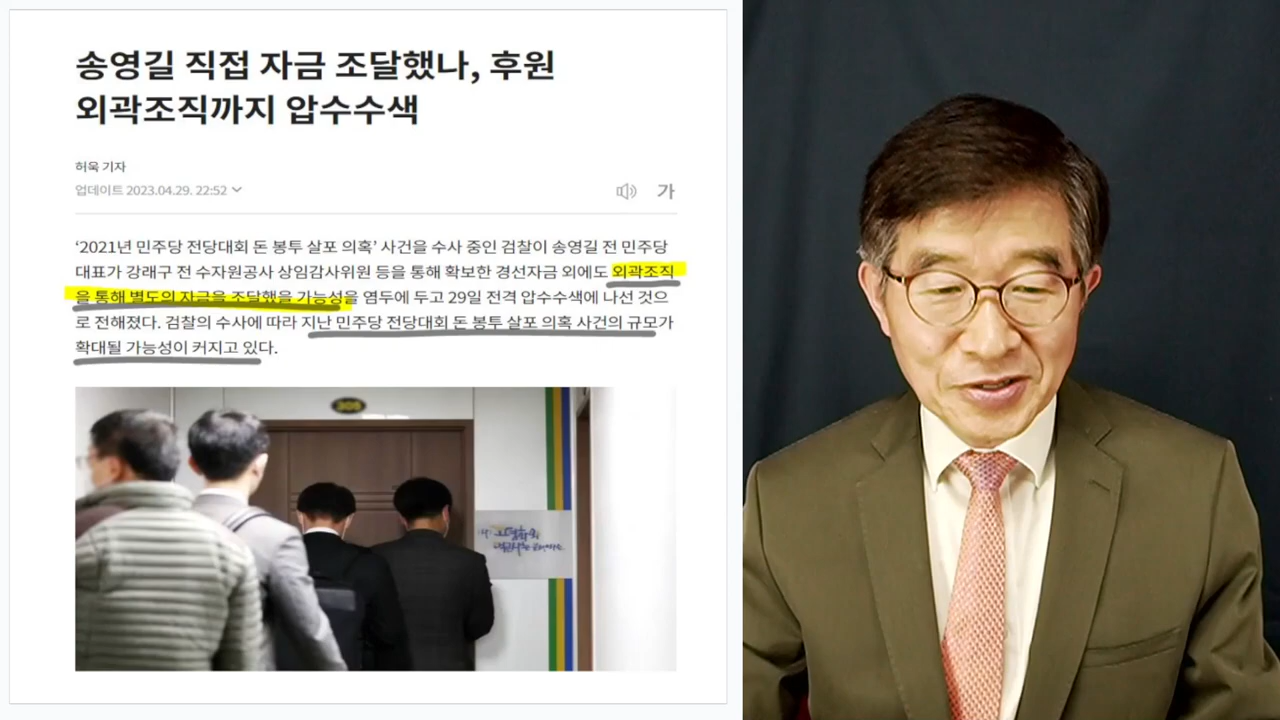 송영길 직접 자금 조달했나, 후원
외곽조직까지 압수수색
허욱 기자
업데이트 2023.04.29. 22:52
가
‘2021년 민주당 전당대회 돈 봉투 살포 의혹’ 사건을 수사 중인 검찰이 송영길 전 민주당
대표가 강래구 전 수자원공사 상임감사위원 등을 통해 확보한 경선자금 외에도 외곽조직
을 통해 별도의 자금을 조달했을 가능성을 염두에 두고 29일 전격 압수수색에 나선 것으
로 전해졌다. 검찰의 수사에 따라 지난 민주당 전당대회 돈 봉투 살포 의혹 사건의 규모가
확대될 가능성이 커지고 있다.
305